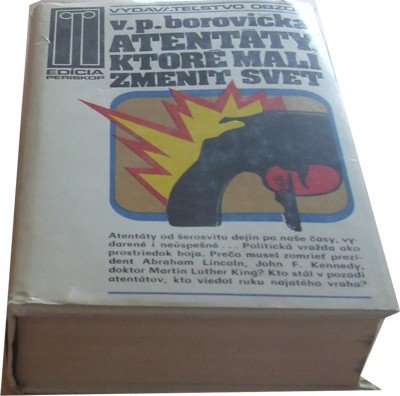 VYDAVATEĽSTVO OBZOR
EDÍCIA
PERISKOP
v.p. borovička
ATENTÁTY,
KTORÉ MALI
ZMENIŤ SVET
Atentáty od šerosvitu dejín po naše časy, vy-
darené i neúspešné... Politická vražda ako
prostriedok boja. Prečo musel zomrieť prezi-
dent Abraham Lincoln, John F. Kennedy,
doktor Martin Luther King? Kto stál v pozadí
atentátov, kto viedol ruku najatého vraha?